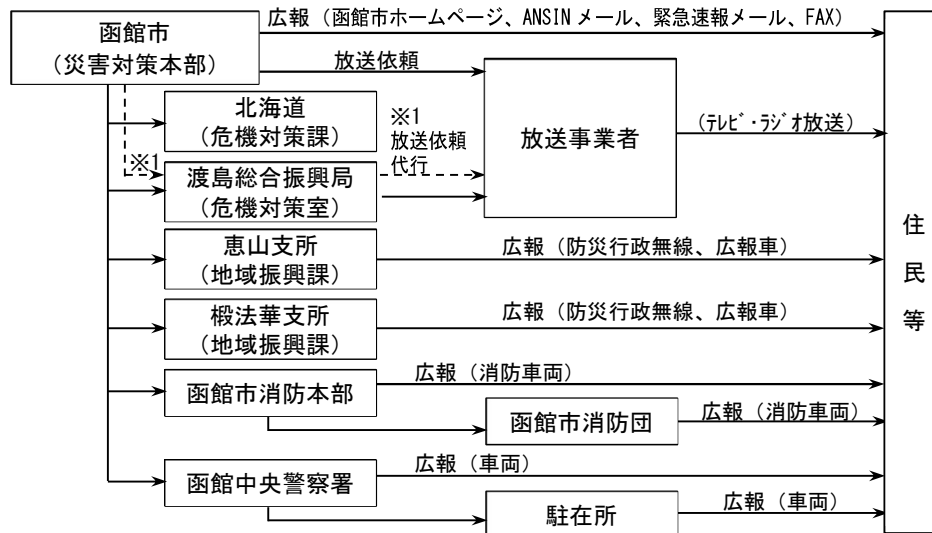 広報（函館市ホームページ、ANSINメール、緊急速報メール、FAX）
函館市
（災害対策本部）
放送依頼
北海道
（危機対策課）
※1
放送依頼
代行
放送事業者
（ﾃﾚﾋﾞ・ﾗｼﾞｵ放送）
※1
渡島総合振興局
（危機対策室）
恵山支所
（地域振興課）
広報（防災行政無線、広報車）
椴法華支所
（地域振興課）
広報（防災行政無線、広報車）
函館市消防本部
広報（消防車両）
函館市消防団
広報（消防車両）
函館中央警察署
広報（車両）
駐在所
広報（車両）
住
民
等